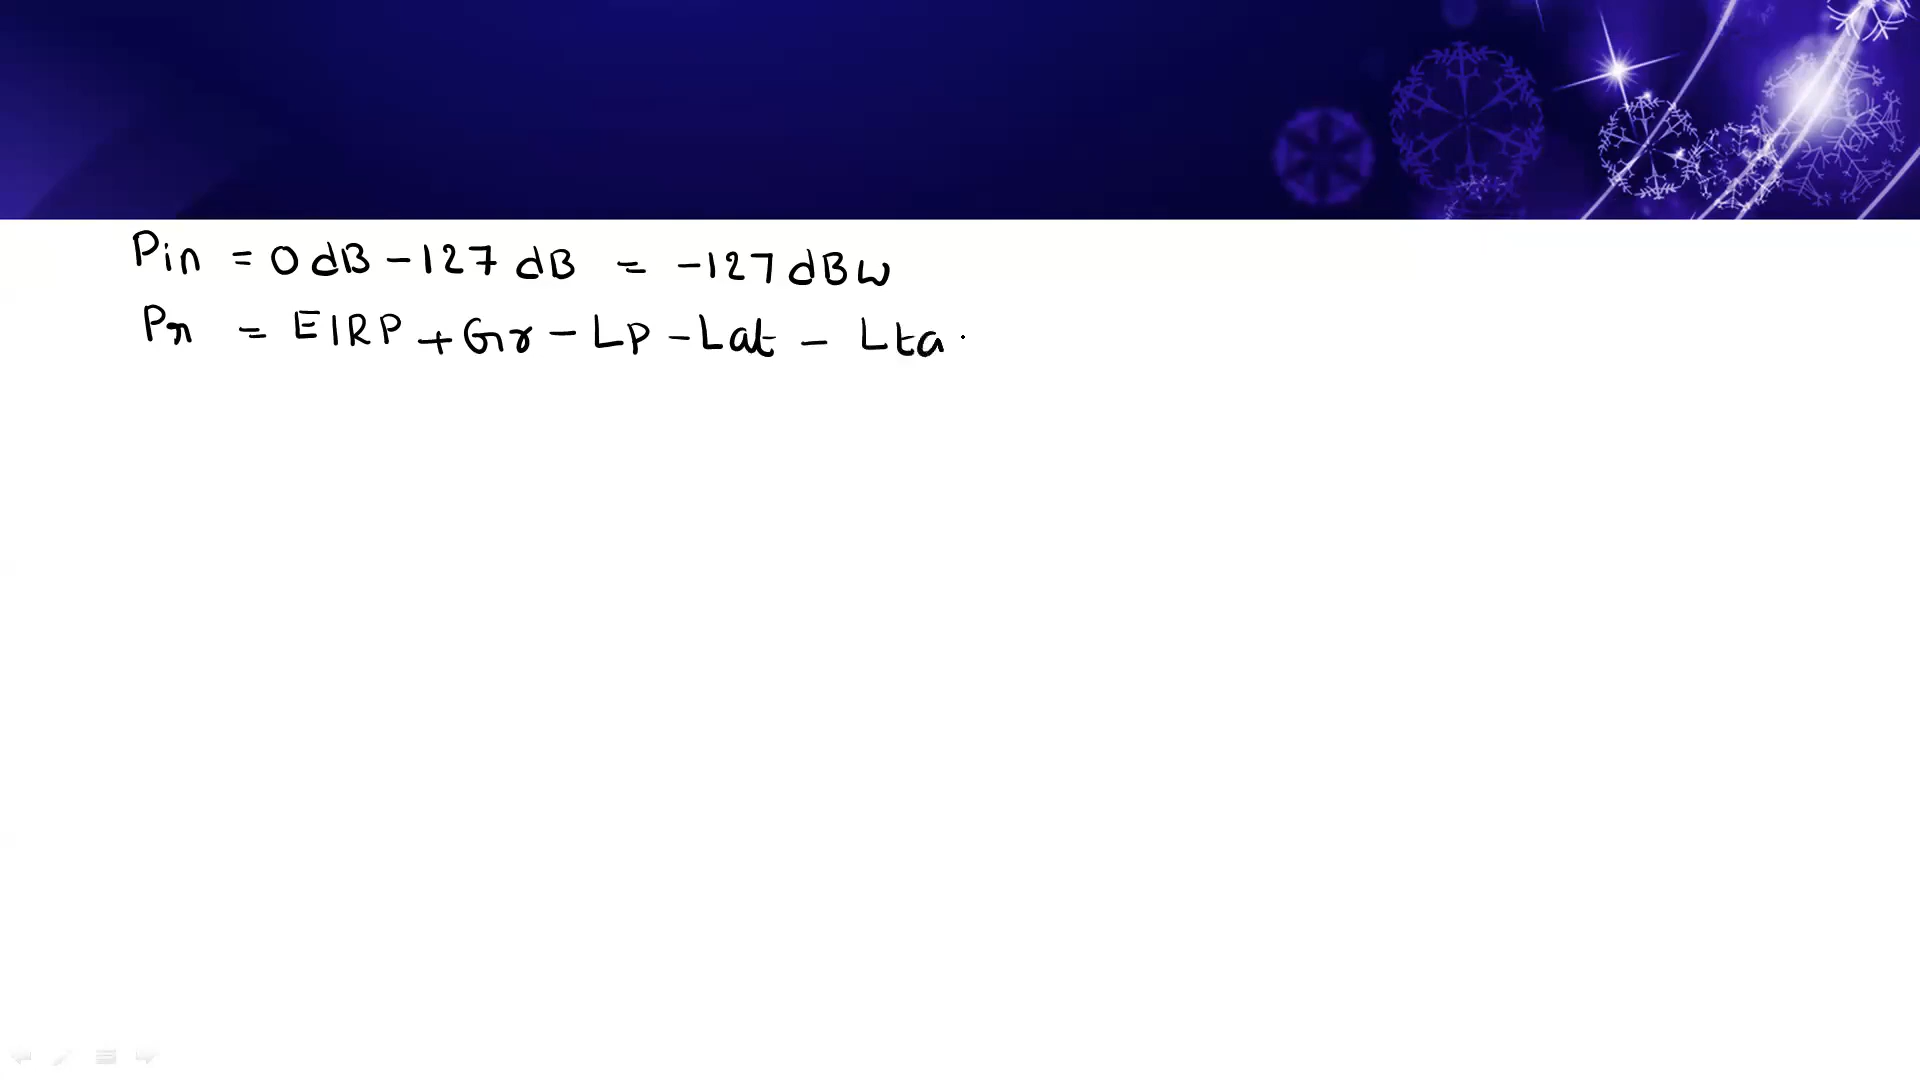 Pin = 0 dB - 127 dB = -127 dBW
Pr = EIRP + Gr - Lp - Lat - Lta.